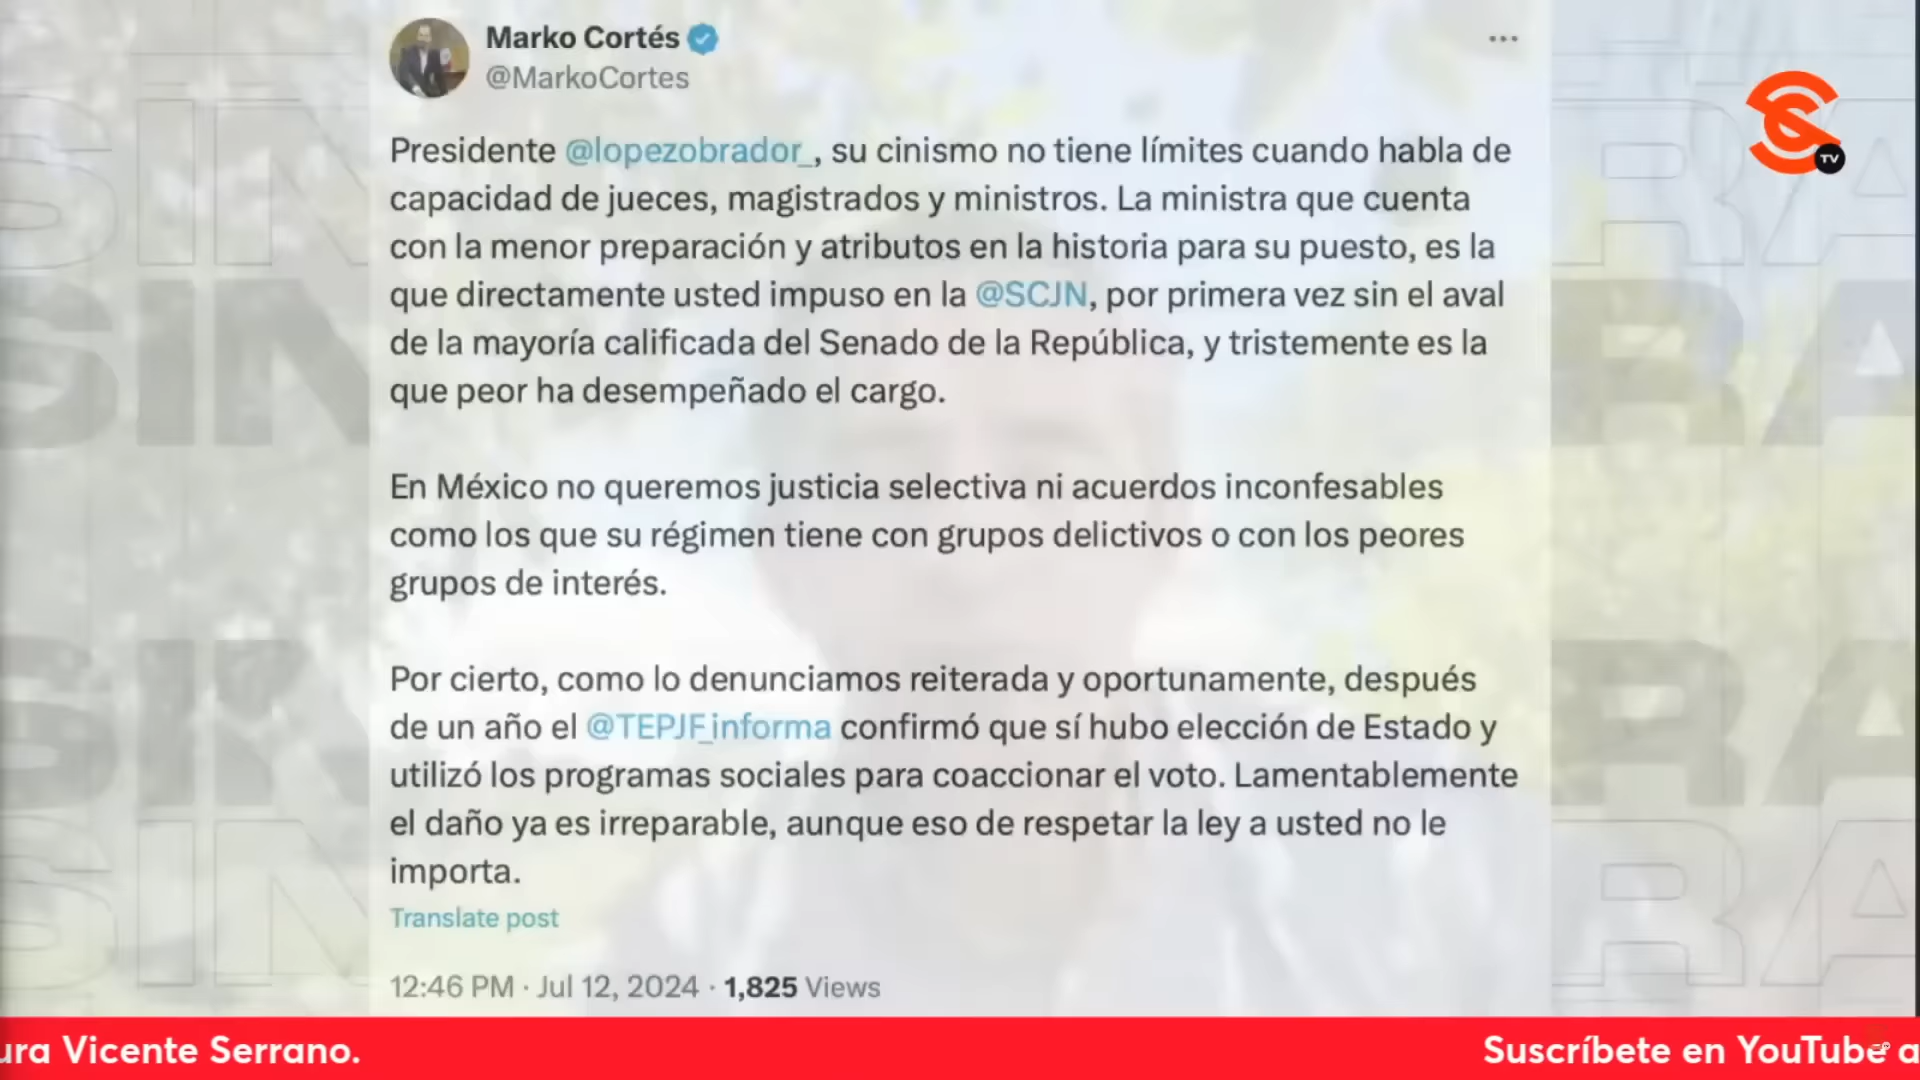 Marko Cortés
@MarkoCortes
Presidente @lopezobrador_, su cinismo no tiene límites cuando habla de
capacidad de jueces, magistrados y ministros. La ministra que cuenta
con la menor preparación y atributos en la historia para su puesto, es la
que directamente usted impuso en la @SCJN, por primera vez sin el aval
de la mayoría calificada del Senado de la República, y tristemente es la
que peor ha desempeñado el cargo.
En México no queremos justicia selectiva ni acuerdos inconfesables
como los que su régimen tiene con grupos delictivos o con los peores
grupos de interés.
Por cierto, como lo denunciamos reiterada y oportunamente, después
de un año el @TEPJF_informa confirmó que sí hubo elección de Estado y
utilizó los programas sociales para coaccionar el voto. Lamentablemente
el daño ya es irreparable, aunque eso de respetar la ley a usted no le
importa.
Translate post
12:46 PM · Jul 12, 2024 · 1,825 Views
TV
SIN
SIN
SIN
SIN
RA
RA
RA
RA
ura Vicente Serrano.
Suscríbete en YouTube a